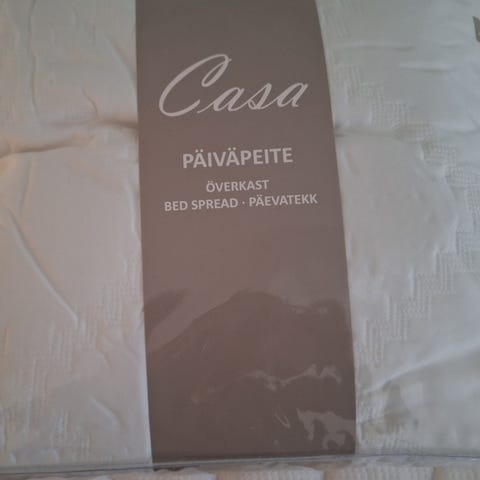 Casa
PÄIVÄPEITE
ÖVERKAST
BED SPREAD · PÄEVATEKK